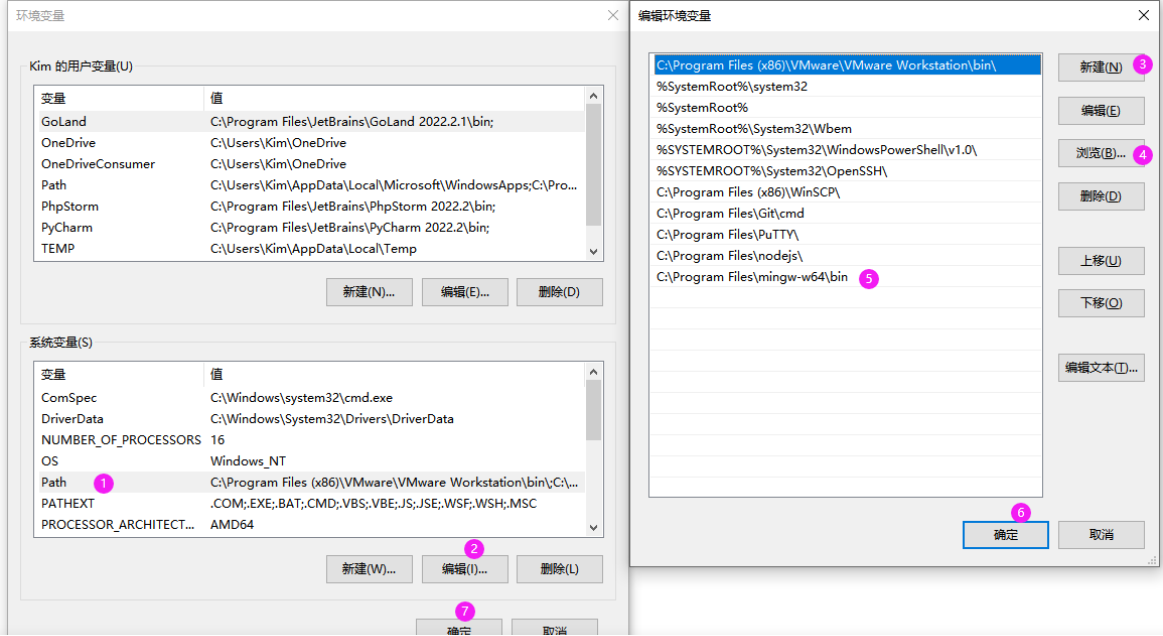 环境变量
Kim 的用户变量(U)
变量 值
GoLand C:\Program Files\JetBrains\GoLand 2022.2.1\bin;
OneDrive C:\Users\Kim\OneDrive
OneDriveConsumer C:\Users\Kim\OneDrive
Path C:\Users\Kim\AppData\Local\Microsoft\WindowsApps;C:\Pro...
PhpStorm C:\Program Files\JetBrains\PhpStorm 2022.2\bin;
PyCharm C:\Program Files\JetBrains\PyCharm 2022.2\bin;
TEMP C:\Users\Kim\AppData\Local\Temp
新建(N)... 编辑(E)... 删除(D)
系统变量(S)
变量 值
ComSpec C:\Windows\system32\cmd.exe
DriverData C:\Windows\System32\Drivers\DriverData
NUMBER_OF_PROCESSORS 16
OS Windows_NT
Path 1 C:\Program Files (x86)\VMware\VMware Workstation\bin\;C:\...
PATHEXT .COM;.EXE;.BAT;.CMD;.VBS;.VBE;.JS;.JSE;.WSF;.WSH;.MSC
PROCESSOR_ARCHITECT... AMD64
2
新建(W)... 编辑(I)... 删除(L)
7
确定 取消
编辑环境变量
C:\Program Files (x86)\VMware\VMware Workstation\bin\
%SystemRoot%\system32
%SystemRoot%
%SystemRoot%\System32\Wbem
%SYSTEMROOT%\System32\WindowsPowerShell\v1.0\
%SYSTEMROOT%\System32\OpenSSH\
C:\Program Files (x86)\WinSCP\
C:\Program Files\Git\cmd
C:\Program Files\PuTTY\
C:\Program Files\nodejs\
C:\Program Files\mingw-w64\bin 5
新建(N) 3
编辑(E)
浏览(B)... 4
删除(D)
上移(U)
下移(O)
编辑文本(T)...
6
确定 取消